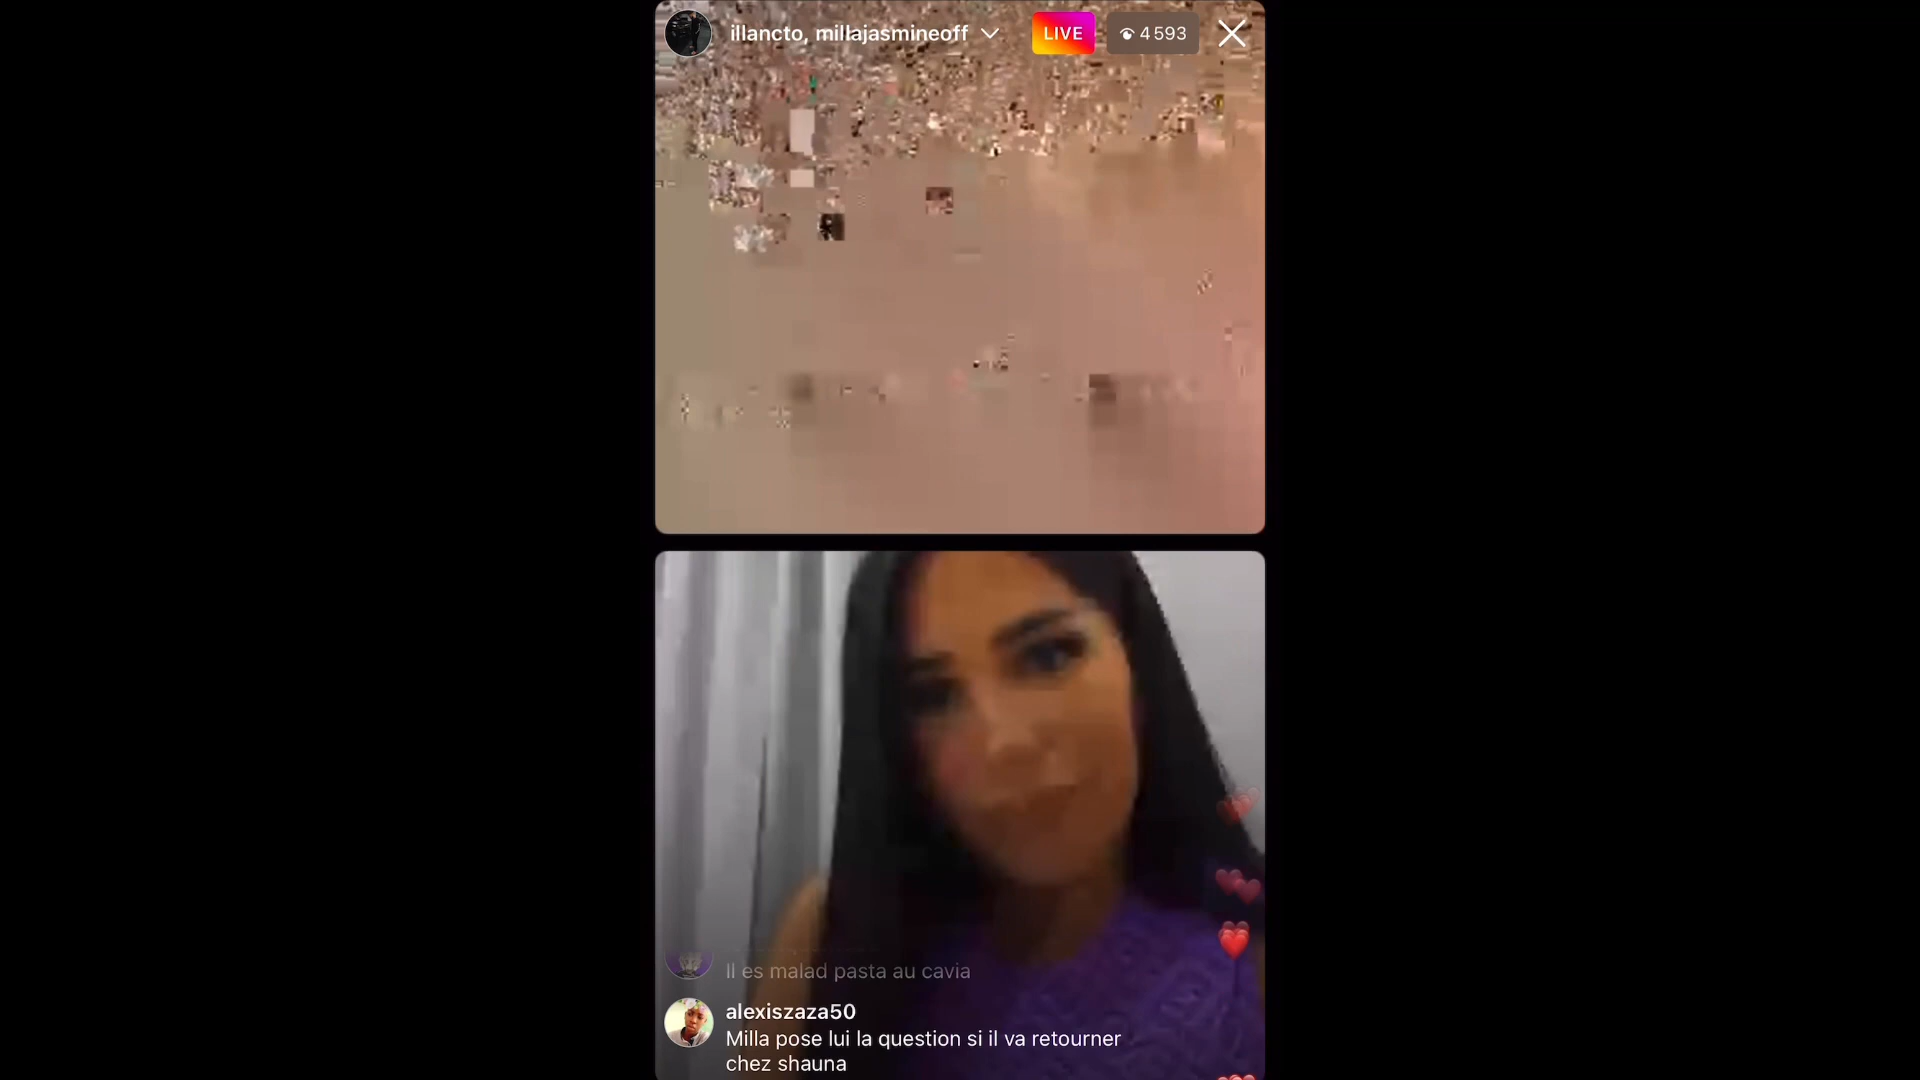 illancto, millajasmineoff
LIVE
4 593
Il es malad pasta au cavia
alexiszaza50
Milla pose lui la question si il va retourner
chez shauna